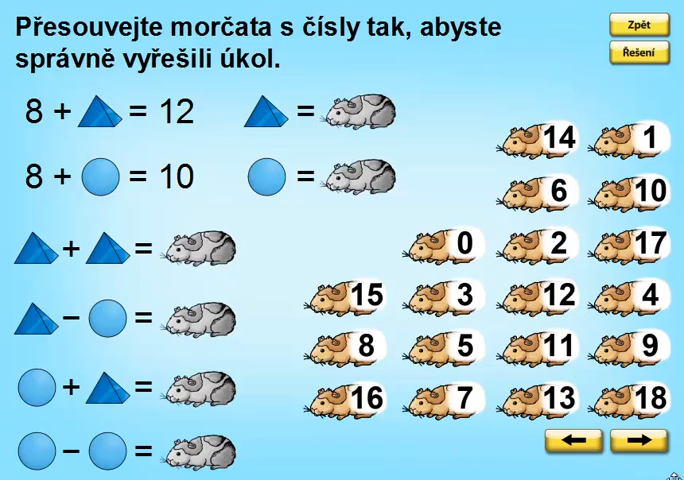 Přesouvejte morčata s čísly tak, abyste
správně vyřešili úkol.
Zpět
Řešení
8 + = 12
=
8 + = 10
=
+ =
− =
+ =
− =
14 1
6 10
0 2 17
15 3 12 4
8 5 11 9
16 7 13 18